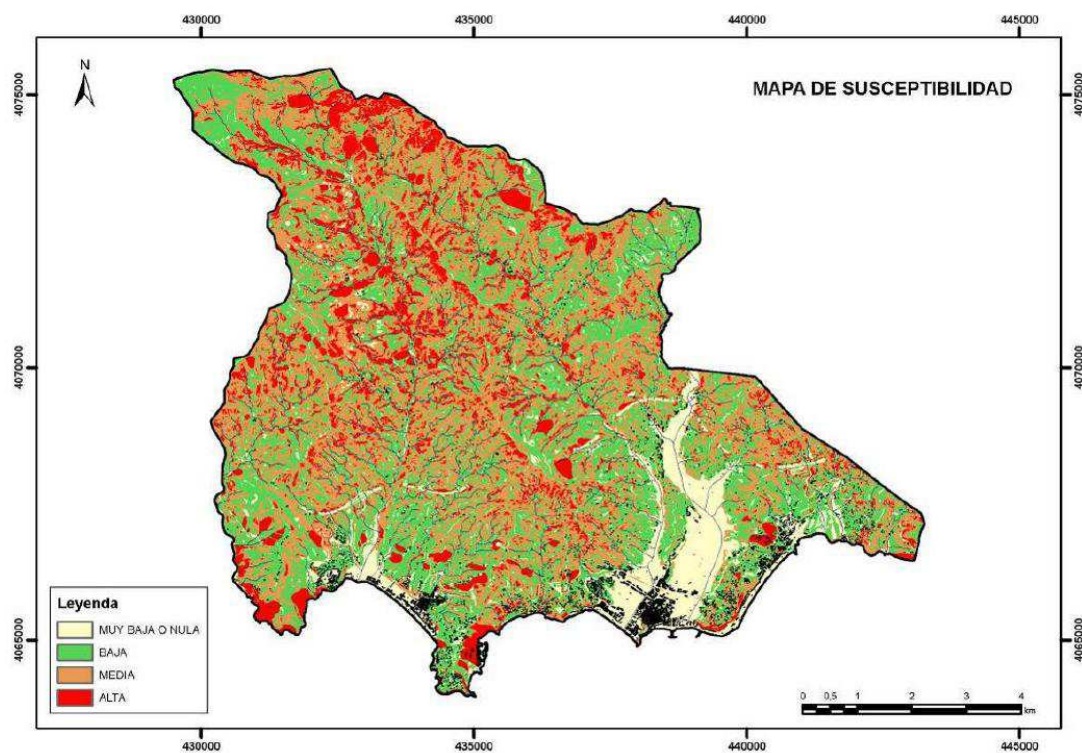 430000 435000 440000 445000
N
MAPA DE SUSCEPTIBILIDAD
4075000 4075000
4070000 4070000
4065000 4065000
Leyenda
MUY BAJA O NULA
BAJA
MEDIA
ALTA
0 0,5 1 2 3 4
km
430000 435000 440000 445000